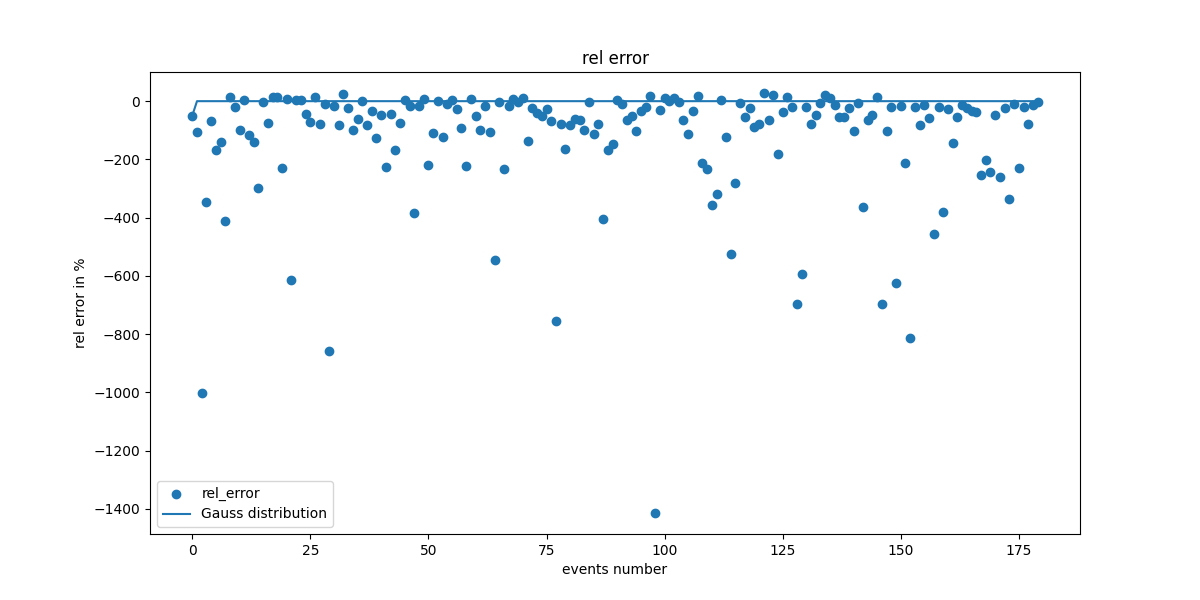 rel error
0
−200
−400
−600
−800
−1000
−1200
−1400
rel error in %
rel_error
Gauss distribution
0 25 50 75 100 125 150 175
events number